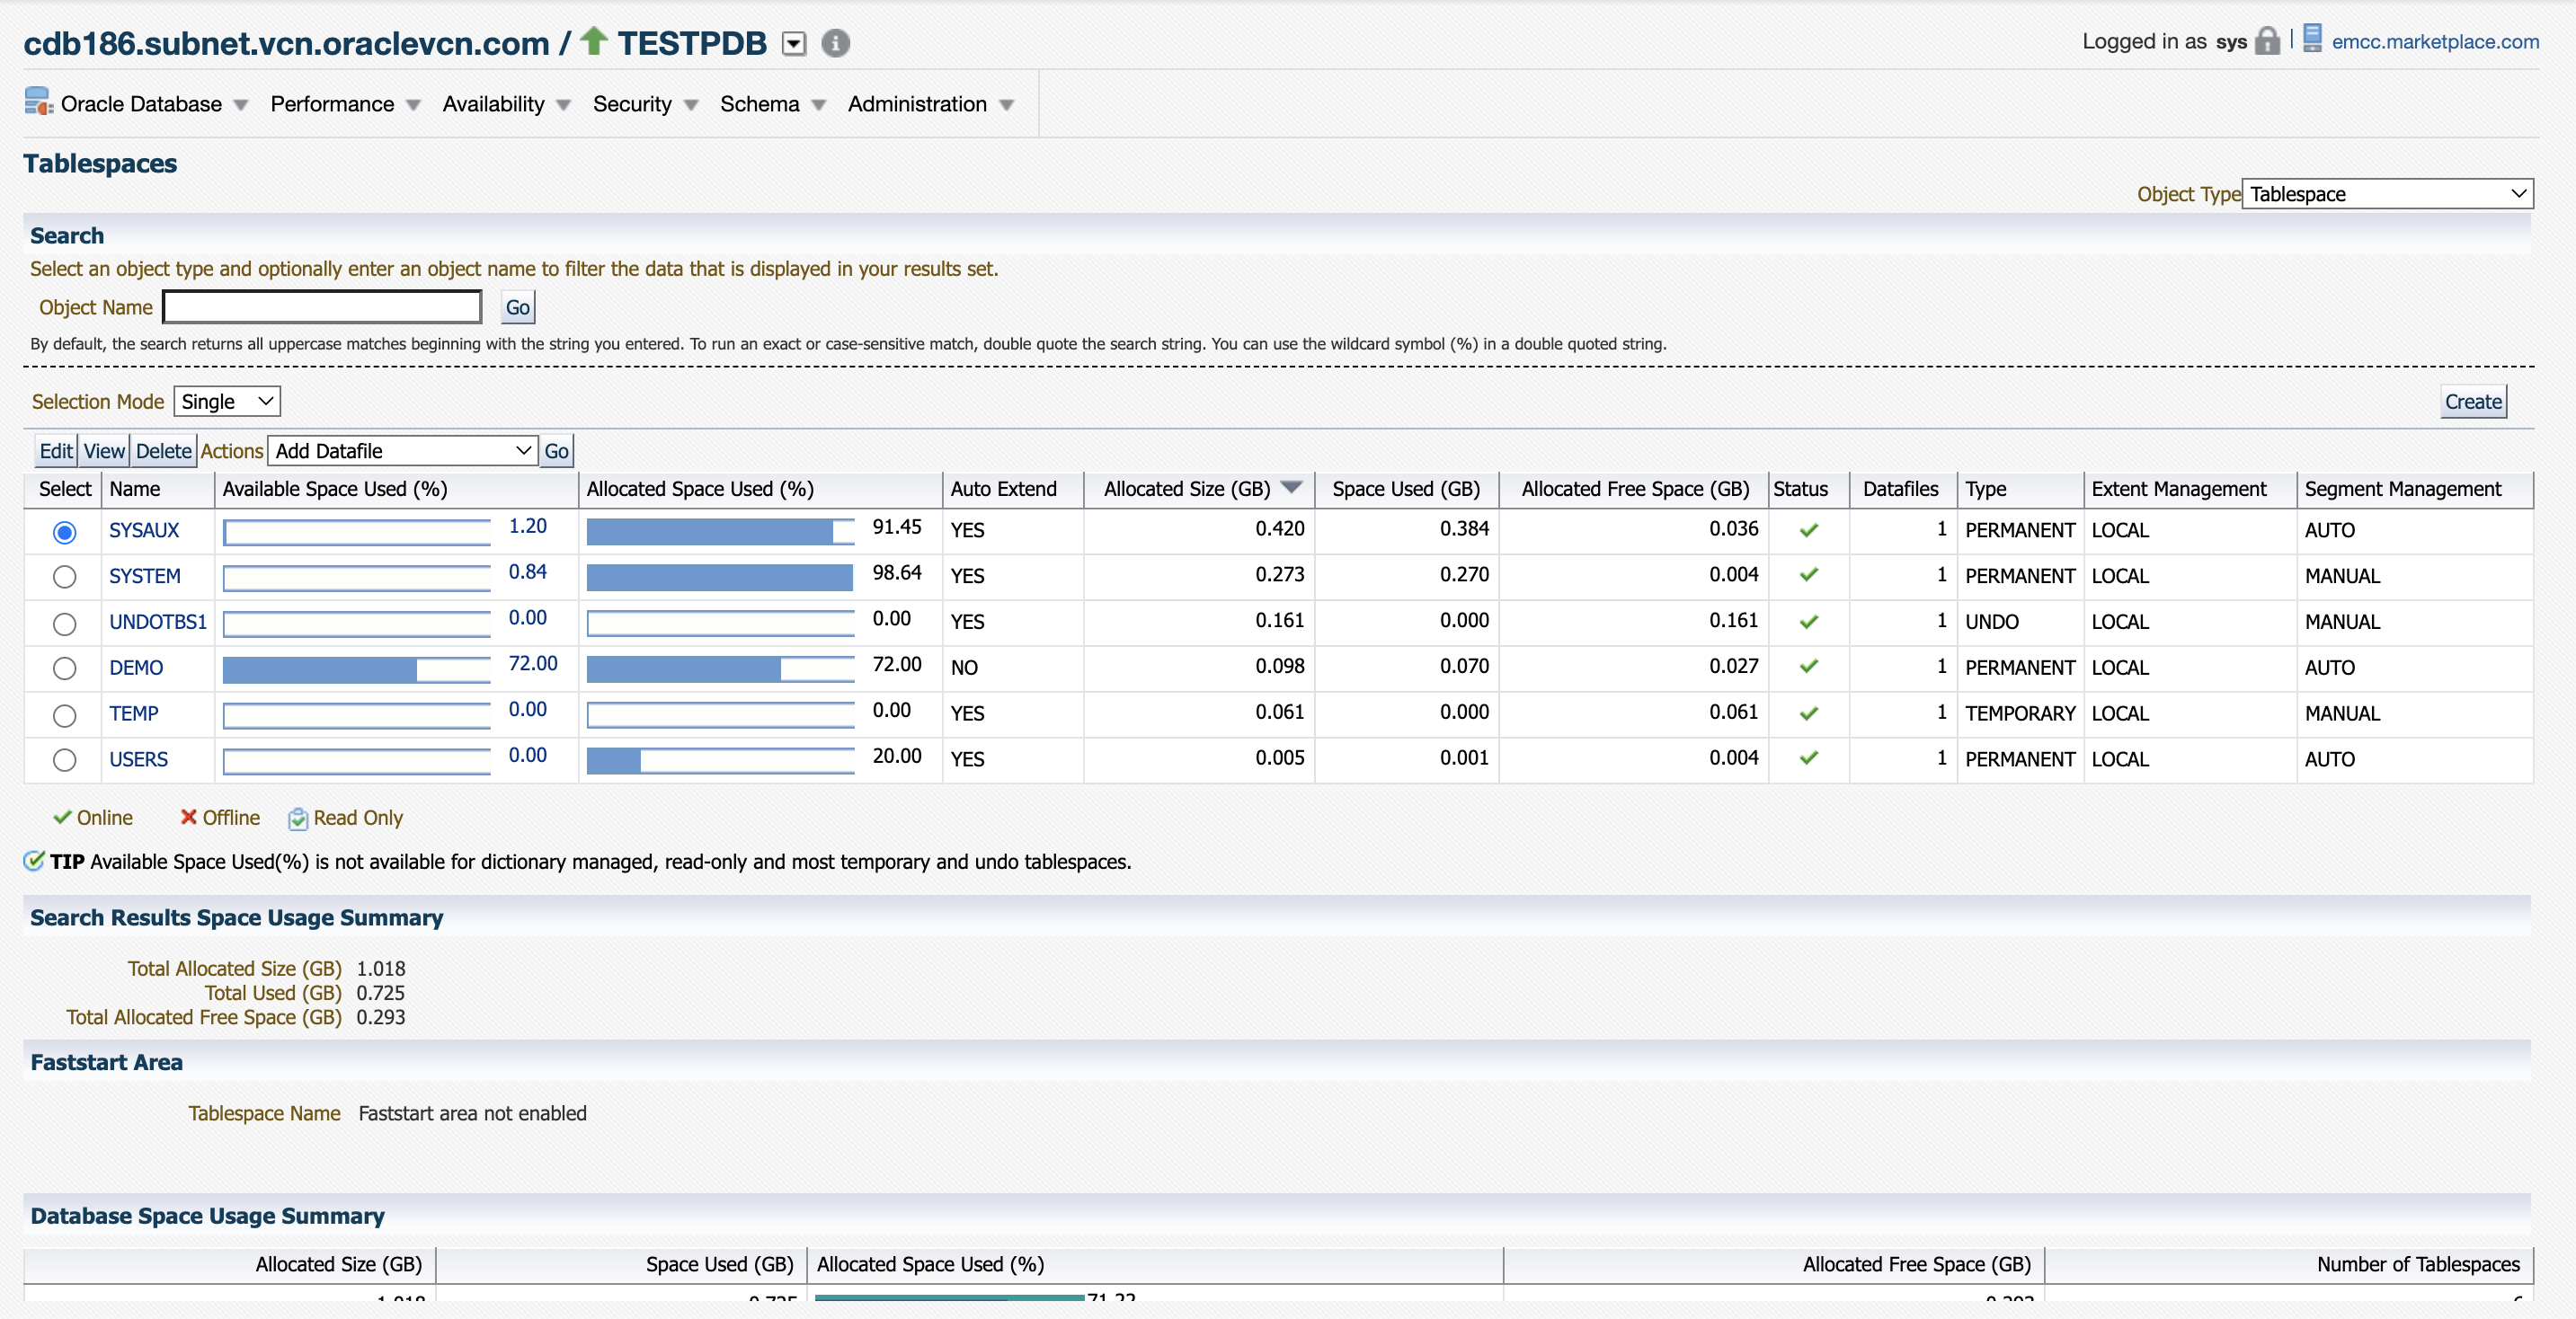 cdb186.subnet.vcn.oraclevcn.com / TESTPDB
Logged in as sys
emcc.marketplace.com
Oracle Database Performance Availability Security Schema Administration
Tablespaces
Object Type Tablespace
Search
Select an object type and optionally enter an object name to filter the data that is displayed in your results set.
Object Name Go
By default, the search returns all uppercase matches beginning with the string you entered. To run an exact or case-sensitive match, double quote the search string. You can use the wildcard symbol (%) in a double quoted string.
Selection Mode Single Create
Edit View Delete Actions Add Datafile Go
Select Name Available Space Used (%) Allocated Space Used (%) Auto Extend Allocated Size (GB) Space Used (GB) Allocated Free Space (GB) Status Datafiles Type Extent Management Segment Management
SYSAUX 1.20 91.45 YES 0.420 0.384 0.036 1 PERMANENT LOCAL AUTO
SYSTEM 0.84 98.64 YES 0.273 0.270 0.004 1 PERMANENT LOCAL MANUAL
UNDOTBS1 0.00 0.00 YES 0.161 0.000 0.161 1 UNDO LOCAL MANUAL
DEMO 72.00 72.00 NO 0.098 0.070 0.027 1 PERMANENT LOCAL AUTO
TEMP 0.00 0.00 YES 0.061 0.000 0.061 1 TEMPORARY LOCAL MANUAL
USERS 0.00 20.00 YES 0.005 0.001 0.004 1 PERMANENT LOCAL AUTO
Online Offline Read Only
TIP Available Space Used(%) is not available for dictionary managed, read-only and most temporary and undo tablespaces.
Search Results Space Usage Summary
Total Allocated Size (GB) 1.018
Total Used (GB) 0.725
Total Allocated Free Space (GB) 0.293
Faststart Area
Tablespace Name Faststart area not enabled
Database Space Usage Summary
Allocated Size (GB) Space Used (GB) Allocated Space Used (%) Allocated Free Space (GB) Number of Tablespaces